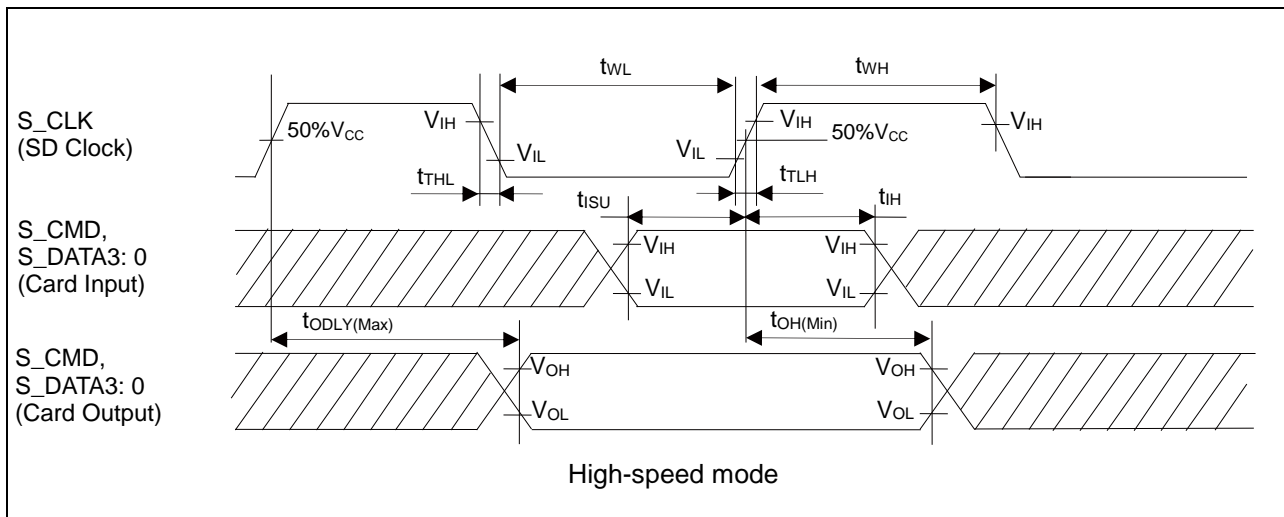 tWL
tWH
S_CLK
(SD Clock)
50%VCC
VIH
VIL
VIL
VIH
50%VCC
VIH
tTHL
tTLH
tISU
tIH
S_CMD,
S_DATA3: 0
(Card Input)
VIH
VIL
VIH
VIL
tODLY(Max)
tOH(Min)
S_CMD,
S_DATA3: 0
(Card Output)
VOH
VOL
VOH
VOL
High-speed mode